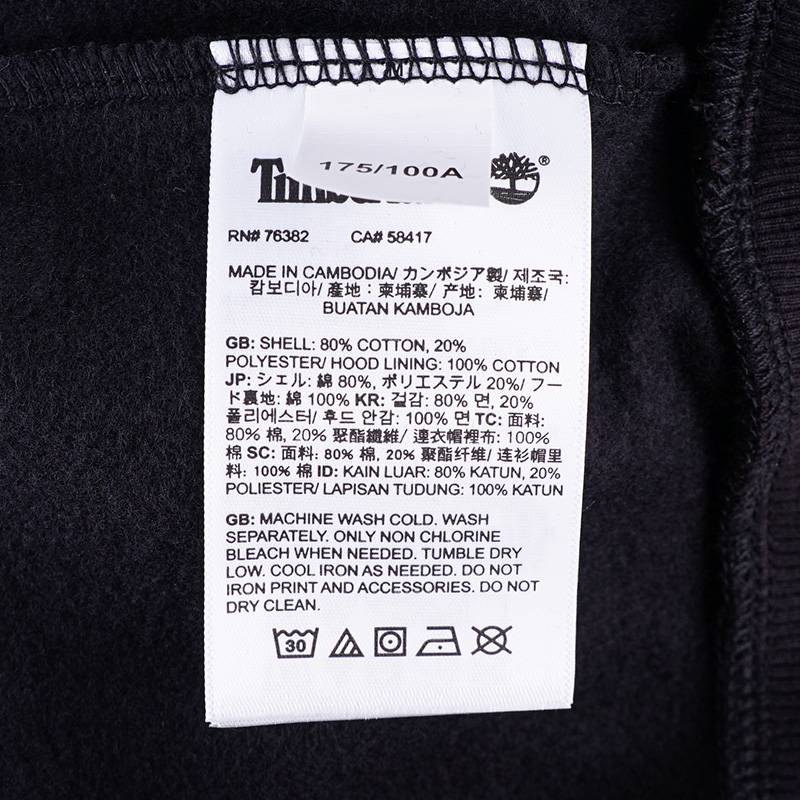 M
175/100A
®
RN# 76382 CA# 58417
MADE IN CAMBODIA/ カンボジア製/ 제조국:
캄보디아/ 產地：柬埔寨/ 产地：柬埔寨/
BUATAN KAMBOJA
GB: SHELL: 80% COTTON, 20%
POLYESTER/ HOOD LINING: 100% COTTON
JP: シェル: 綿 80%, ポリエステル 20%/ フー
ド裏地: 綿 100% KR: 겉감: 80% 면, 20%
폴리에스터/ 후드 안감: 100% 면 TC: 面料:
80% 棉, 20% 聚酯纖維/ 連衣帽裡布: 100%
棉 SC: 面料: 80% 棉, 20% 聚酯纤维/ 连衫帽里
料: 100% 棉 ID: KAIN LUAR: 80% KATUN, 20%
POLIESTER/ LAPISAN TUDUNG: 100% KATUN
GB: MACHINE WASH COLD. WASH
SEPARATELY. ONLY NON CHLORINE
BLEACH WHEN NEEDED. TUMBLE DRY
LOW. COOL IRON AS NEEDED. DO NOT
IRON PRINT AND ACCESSORIES. DO NOT
DRY CLEAN.
30